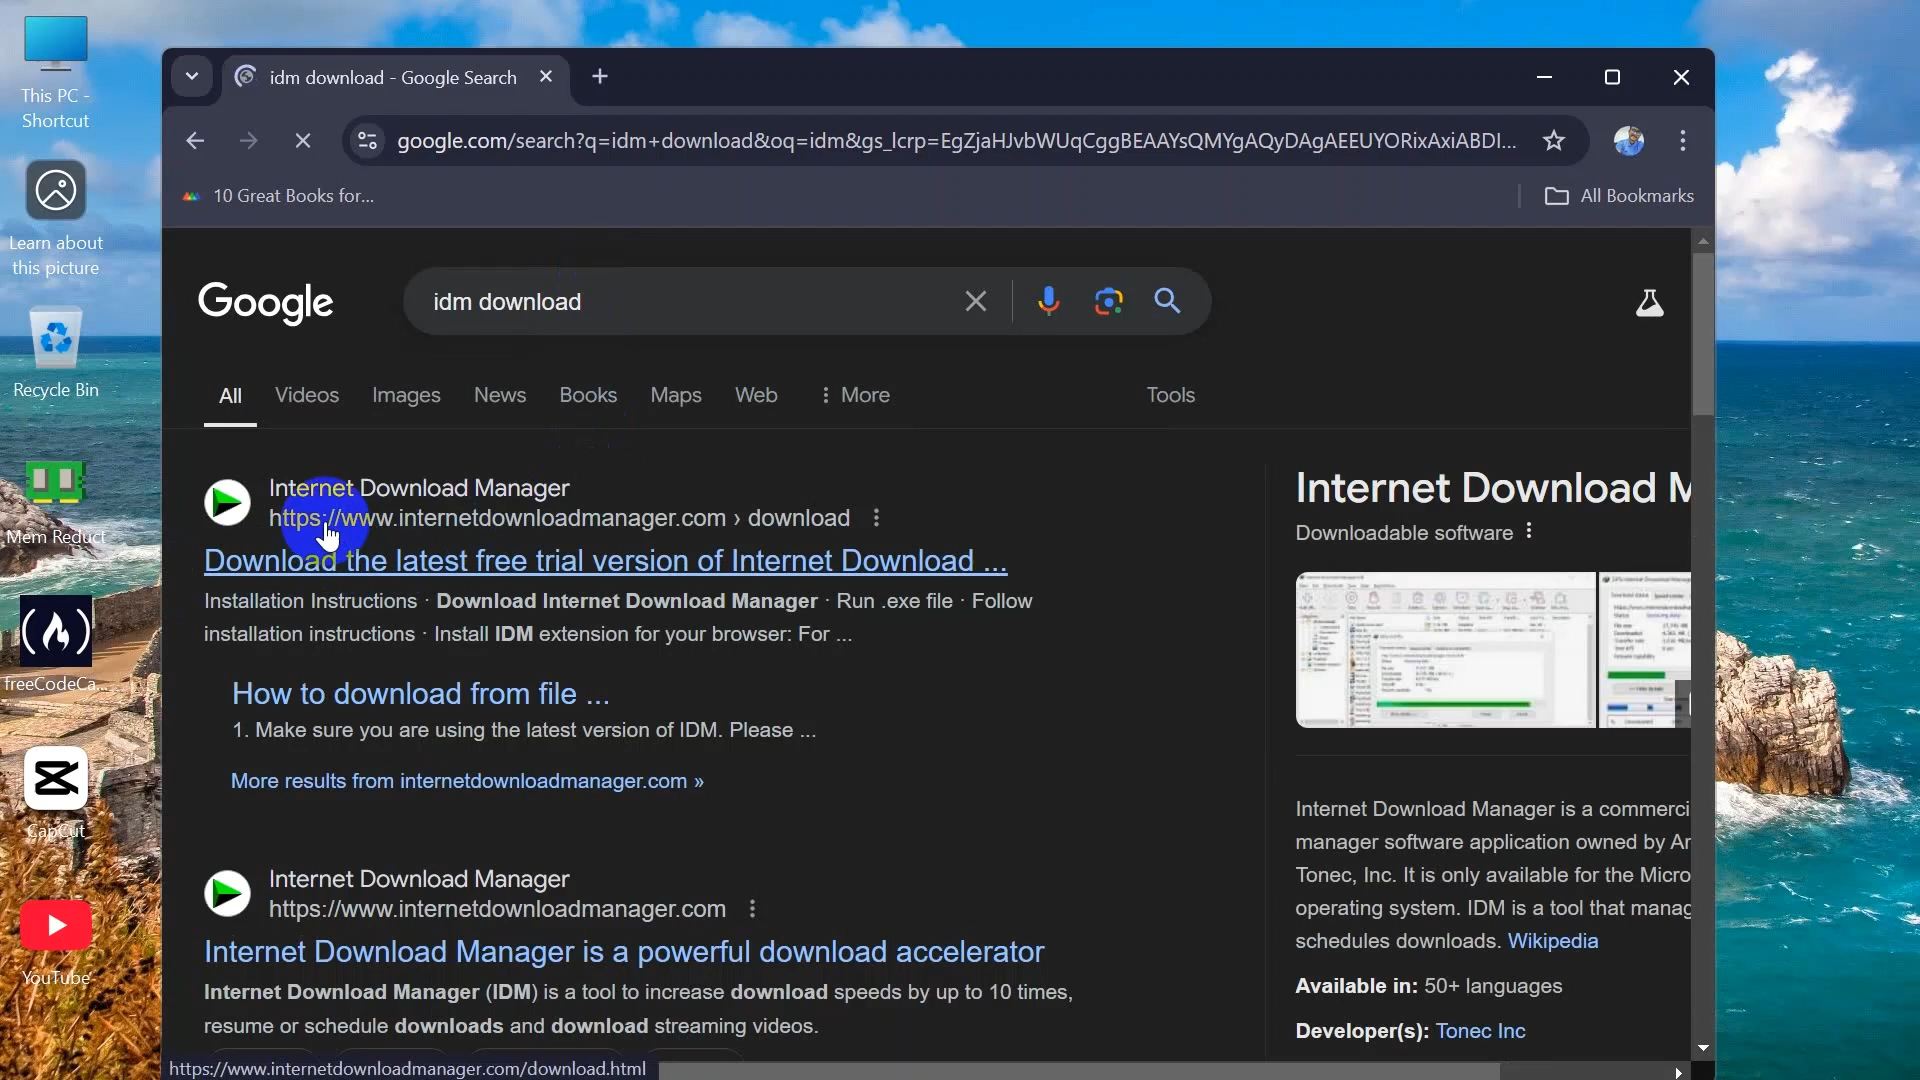 This PC -
Shortcut
Learn about
this picture
Recycle Bin
Mem Reduct
freeCodeCa...
CapCut
YouTube
idm download - Google Search
google.com/search?q=idm+download&oq=idm&gs_lcrp=EgZjaHJvbWUqCggBEAAYsQMYgAQyDAgAEEUYORixAxiABDI...
10 Great Books for...
All Bookmarks
Google
idm download
All
Videos
Images
News
Books
Maps
Web
More
Tools
Internet Download Manager
https://www.internetdownloadmanager.com › download
Download the latest free trial version of Internet Download ...
Installation Instructions · Download Internet Download Manager · Run .exe file · Follow
installation instructions · Install IDM extension for your browser: For ...
How to download from file ...
1. Make sure you are using the latest version of IDM. Please ...
More results from internetdownloadmanager.com »
Internet Download Manager
https://www.internetdownloadmanager.com
Internet Download Manager is a powerful download accelerator
Internet Download Manager (IDM) is a tool to increase download speeds by up to 10 times,
resume or schedule downloads and download streaming videos.
https://www.internetdownloadmanager.com/download.html
Internet Download M
Downloadable software
Internet Download Manager is a commerci
manager software application owned by Ar
Tonec, Inc. It is only available for the Micro
operating system. IDM is a tool that manag
schedules downloads. Wikipedia
Available in: 50+ languages
Developer(s): Tonec Inc